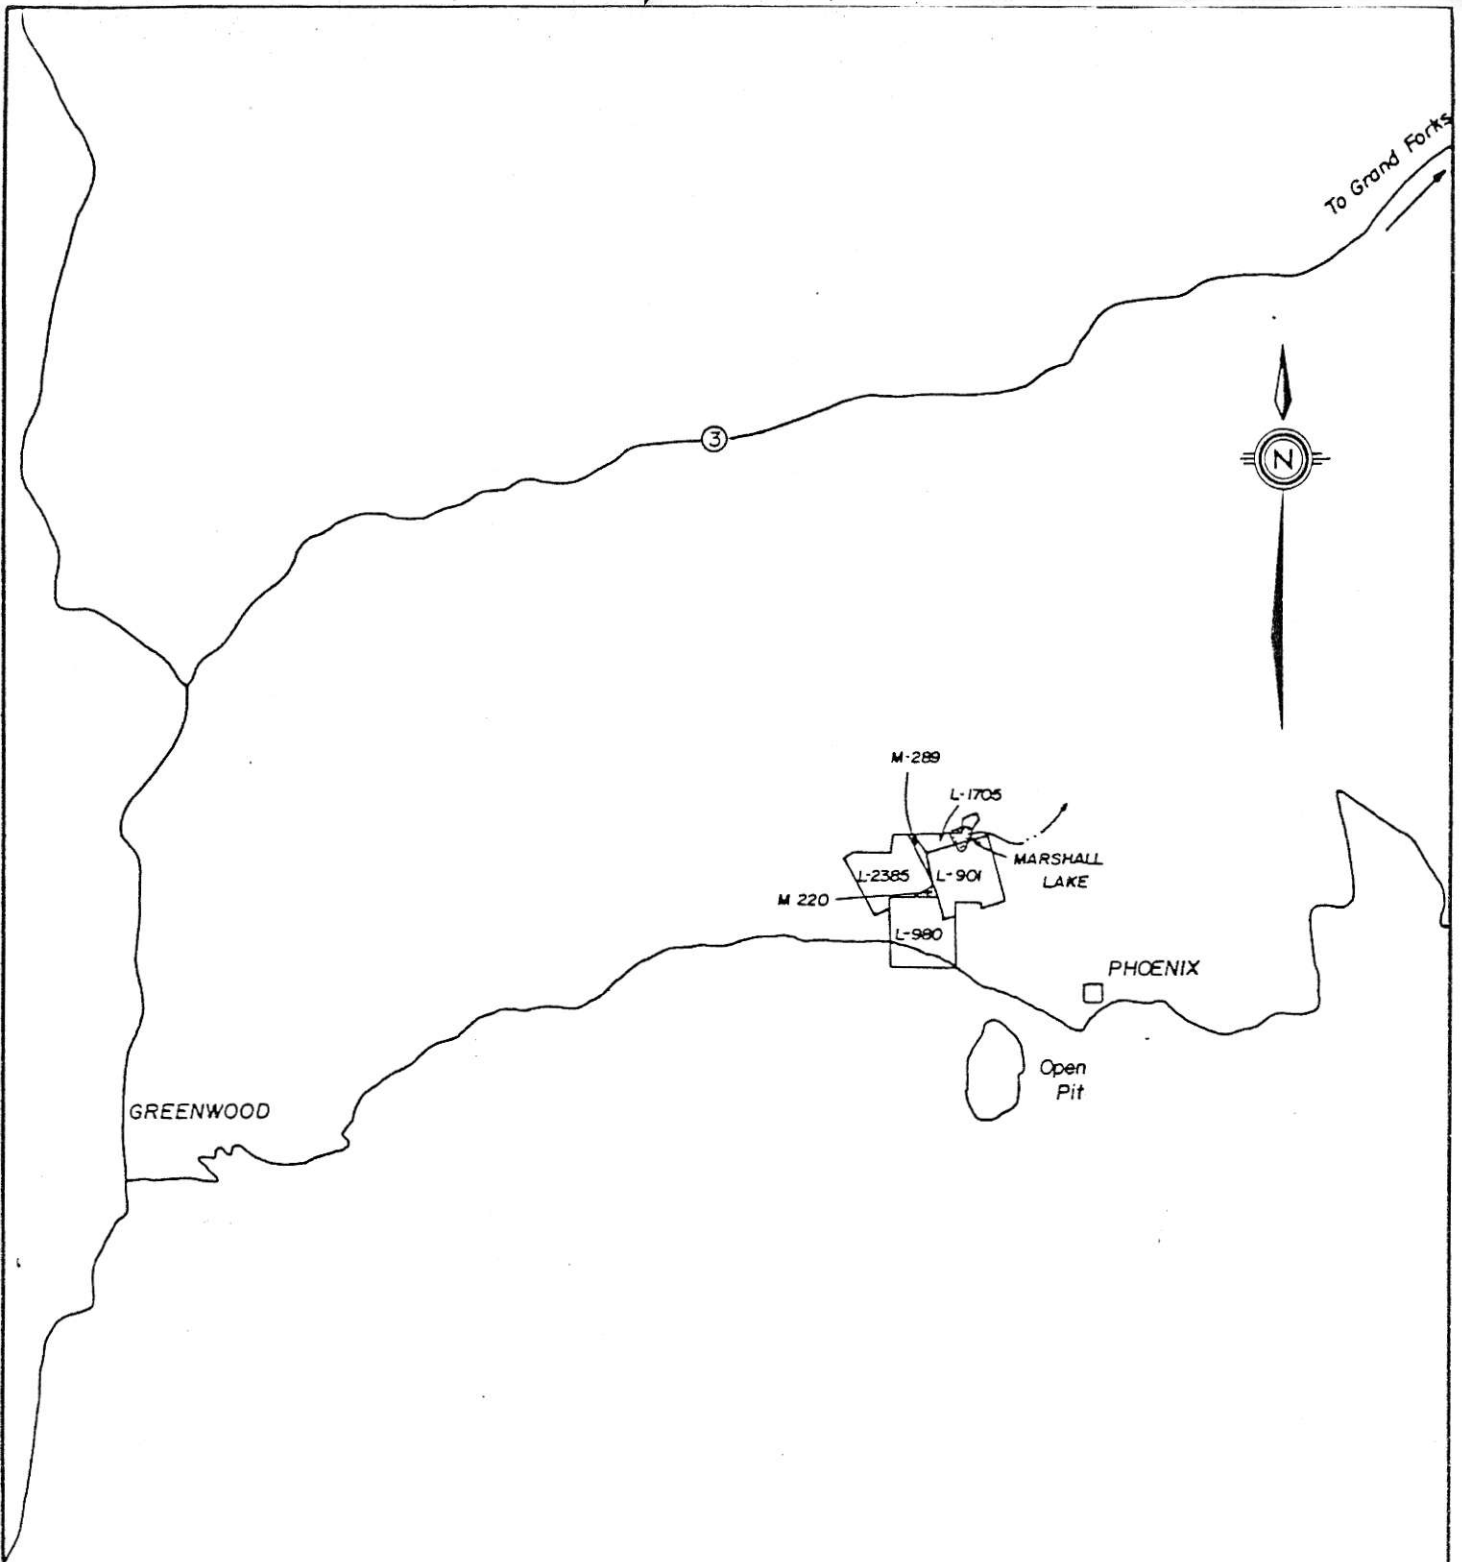 To Grand Forks
3
N
M-289
L-1705
MARSHALL
LAKE
L-2385
L-901
M 220
L-980
PHOENIX
Open
Pit
GREENWOOD